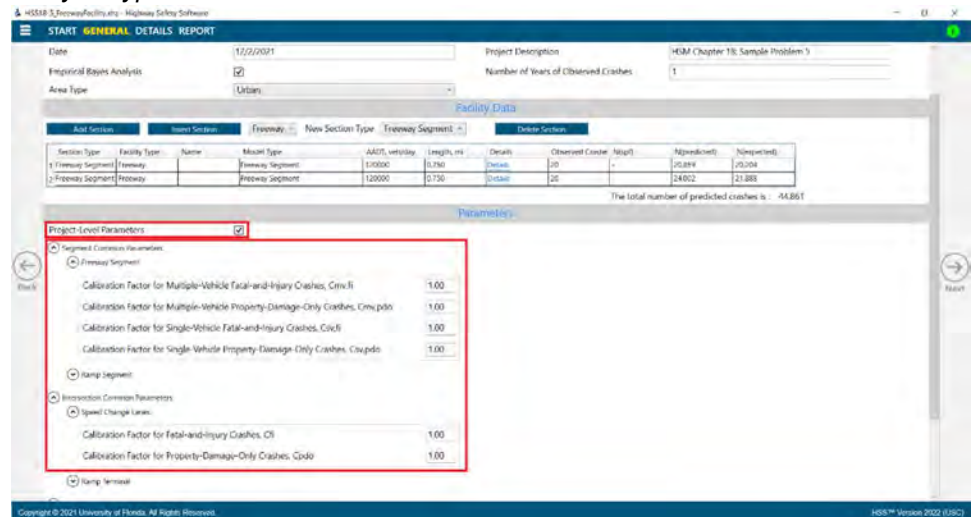 HSSAB 5_FreewayFacility.xhs - Highway Safety Software
START GENERAL DETAILS REPORT
Date 12/2/2021 Project Description HSM Chapter 18: Sample Problem 5
Empirical Bayes Analysis Number of Years of Observed Crashes 1
Area Type Urban
Facility Data
Add Section Insert Section Freeway New Section Type Freeway Segment Delete Section
Section Type Facility Type Name Model Type AADT, veh/day Length, mi Details Observed Crashes N(spf) N(predicted) N(expected)
1 Freeway Segment Freeway Freeway Segment 120000 0.750 Details 20 - 20.859 20.204
2 Freeway Segment Freeway Freeway Segment 120000 0.750 Details 20 24.002 21.888
The total number of predicted crashes is : 44.861
Parameters
Project-Level Parameters
Segment Common Parameters
Freeway Segment
Calibration Factor for Multiple-Vehicle Fatal-and-Injury Crashes, Cmv,fi 1.00
Calibration Factor for Multiple-Vehicle Property-Damage-Only Crashes, Cmv,pdo 1.00
Calibration Factor for Single-Vehicle Fatal-and-Injury Crashes, Csv,fi 1.00
Calibration Factor for Single-Vehicle Property-Damage-Only Crashes, Csv,pdo 1.00
Ramp Segment
Intersection Common Parameters
Speed Change Lanes
Calibration Factor for Fatal-and-Injury Crashes, Cfi 1.00
Calibration Factor for Property-Damage-Only Crashes, Cpdo 1.00
Ramp Terminal
Back
Next
Copyright © 2021 University of Florida. All Rights Reserved. HSS™ Version 2022 (USC)